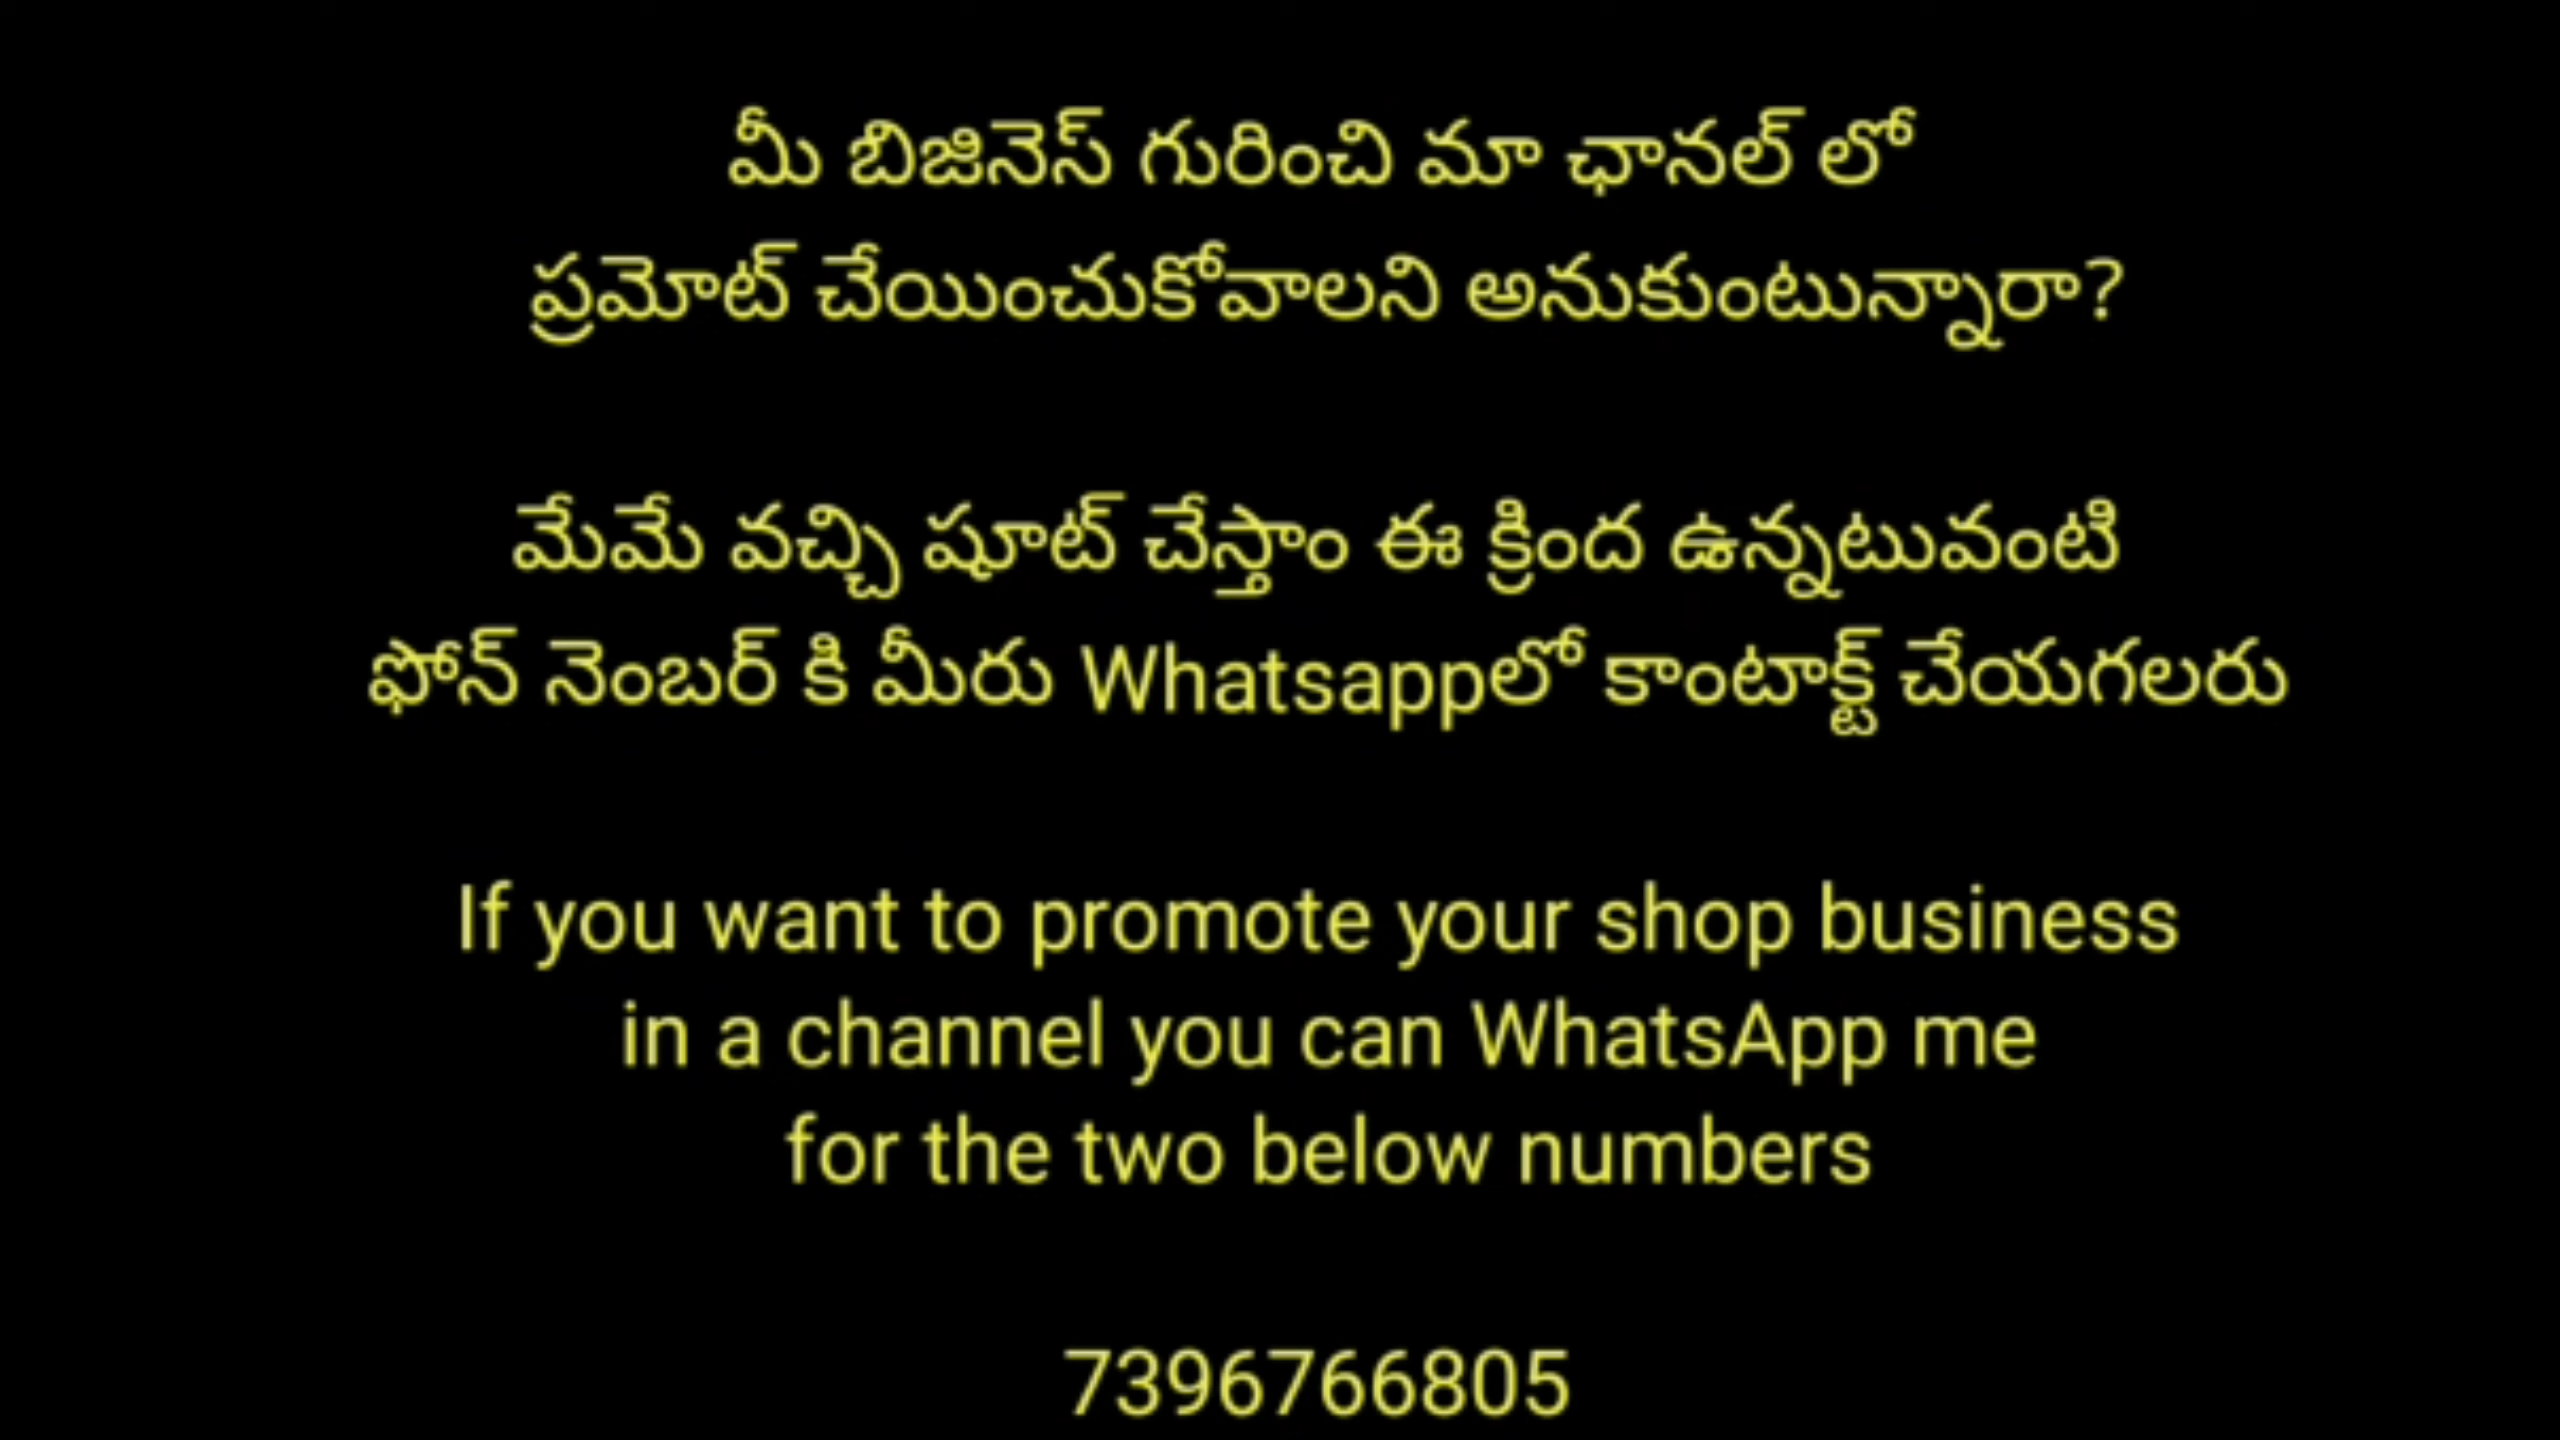 మీ బిజినెస్ గురించి మా ఛానల్ లో
ప్రమోట్ చేయించుకోవాలని అనుకుంటున్నారా?
మేమే వచ్చి షూట్ చేస్తాం ఈ క్రింద ఉన్నటువంటి
ఫోన్ నెంబర్ కి మీరు Whatsappలో కాంటాక్ట్ చేయగలరు
If you want to promote your shop business
in a channel you can WhatsApp me
for the two below numbers
7396766805